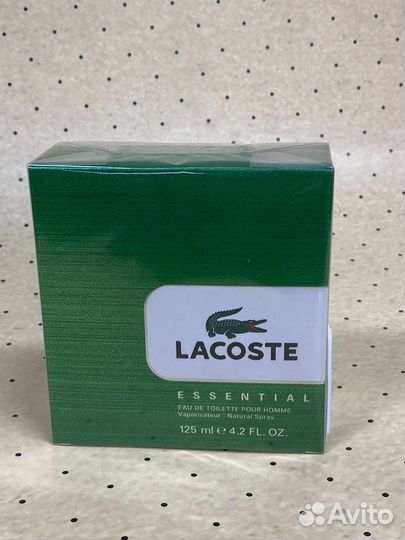 LACOSTE
ESSENTIAL
EAU DE TOILETTE POUR HOMME
Vaporisateur · Natural Spray
125 ml ℮ 4.2 FL. OZ.
Avito